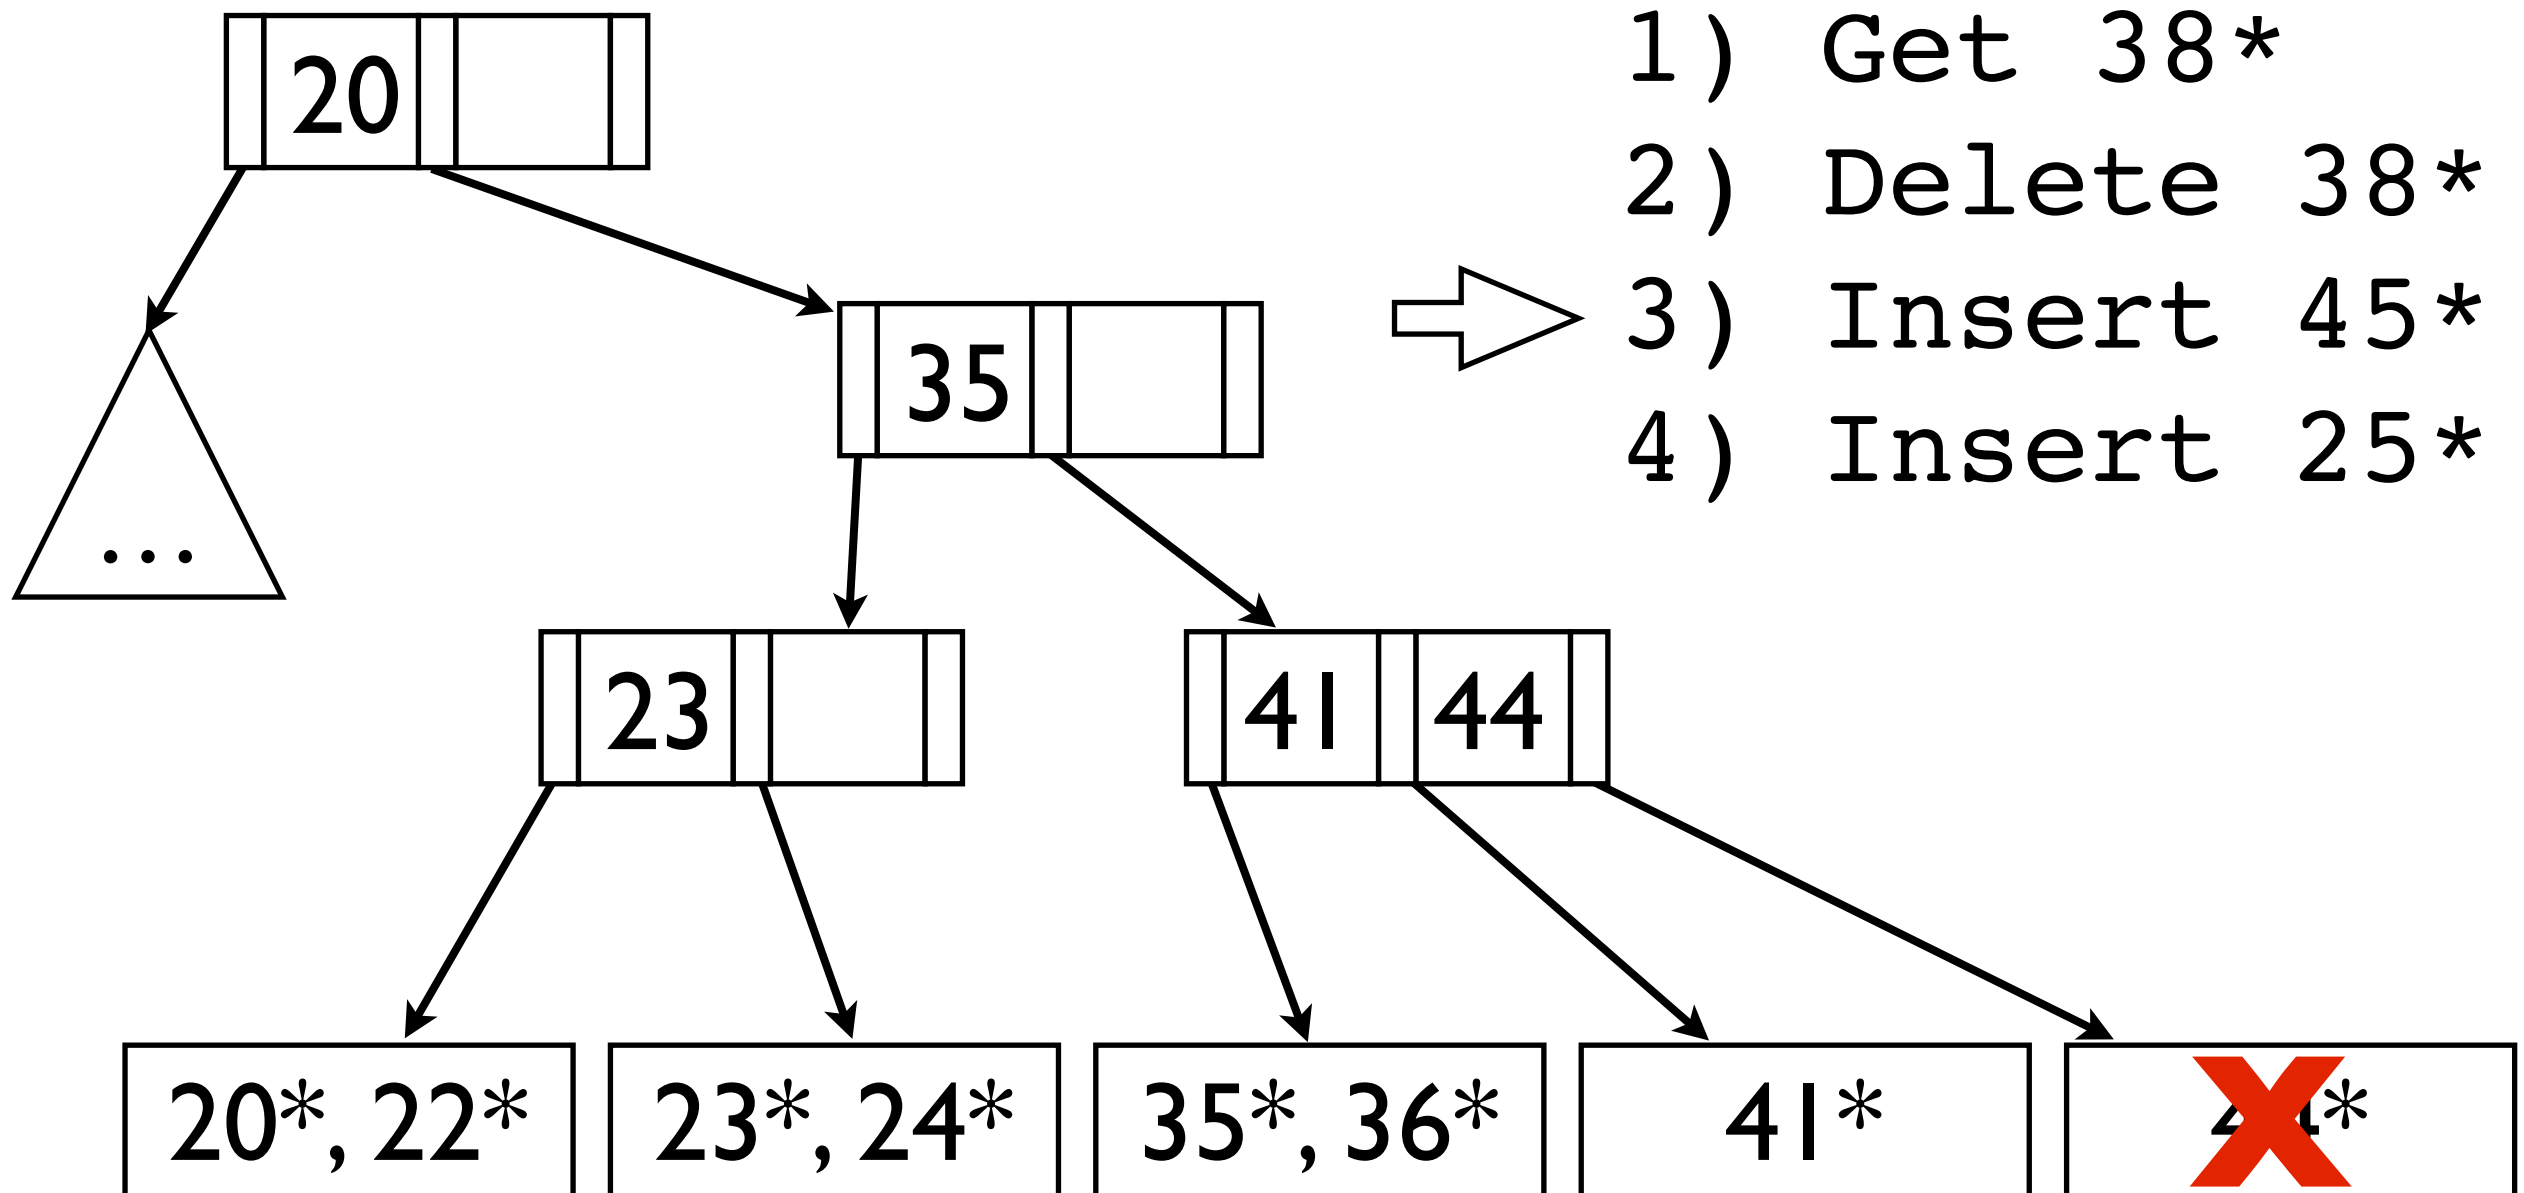 20
1) Get 38*
2) Delete 38*
35
3) Insert 45*
4) Insert 25*
...
23
41 44
20*, 22*
23*, 24*
35*, 36*
41*
X